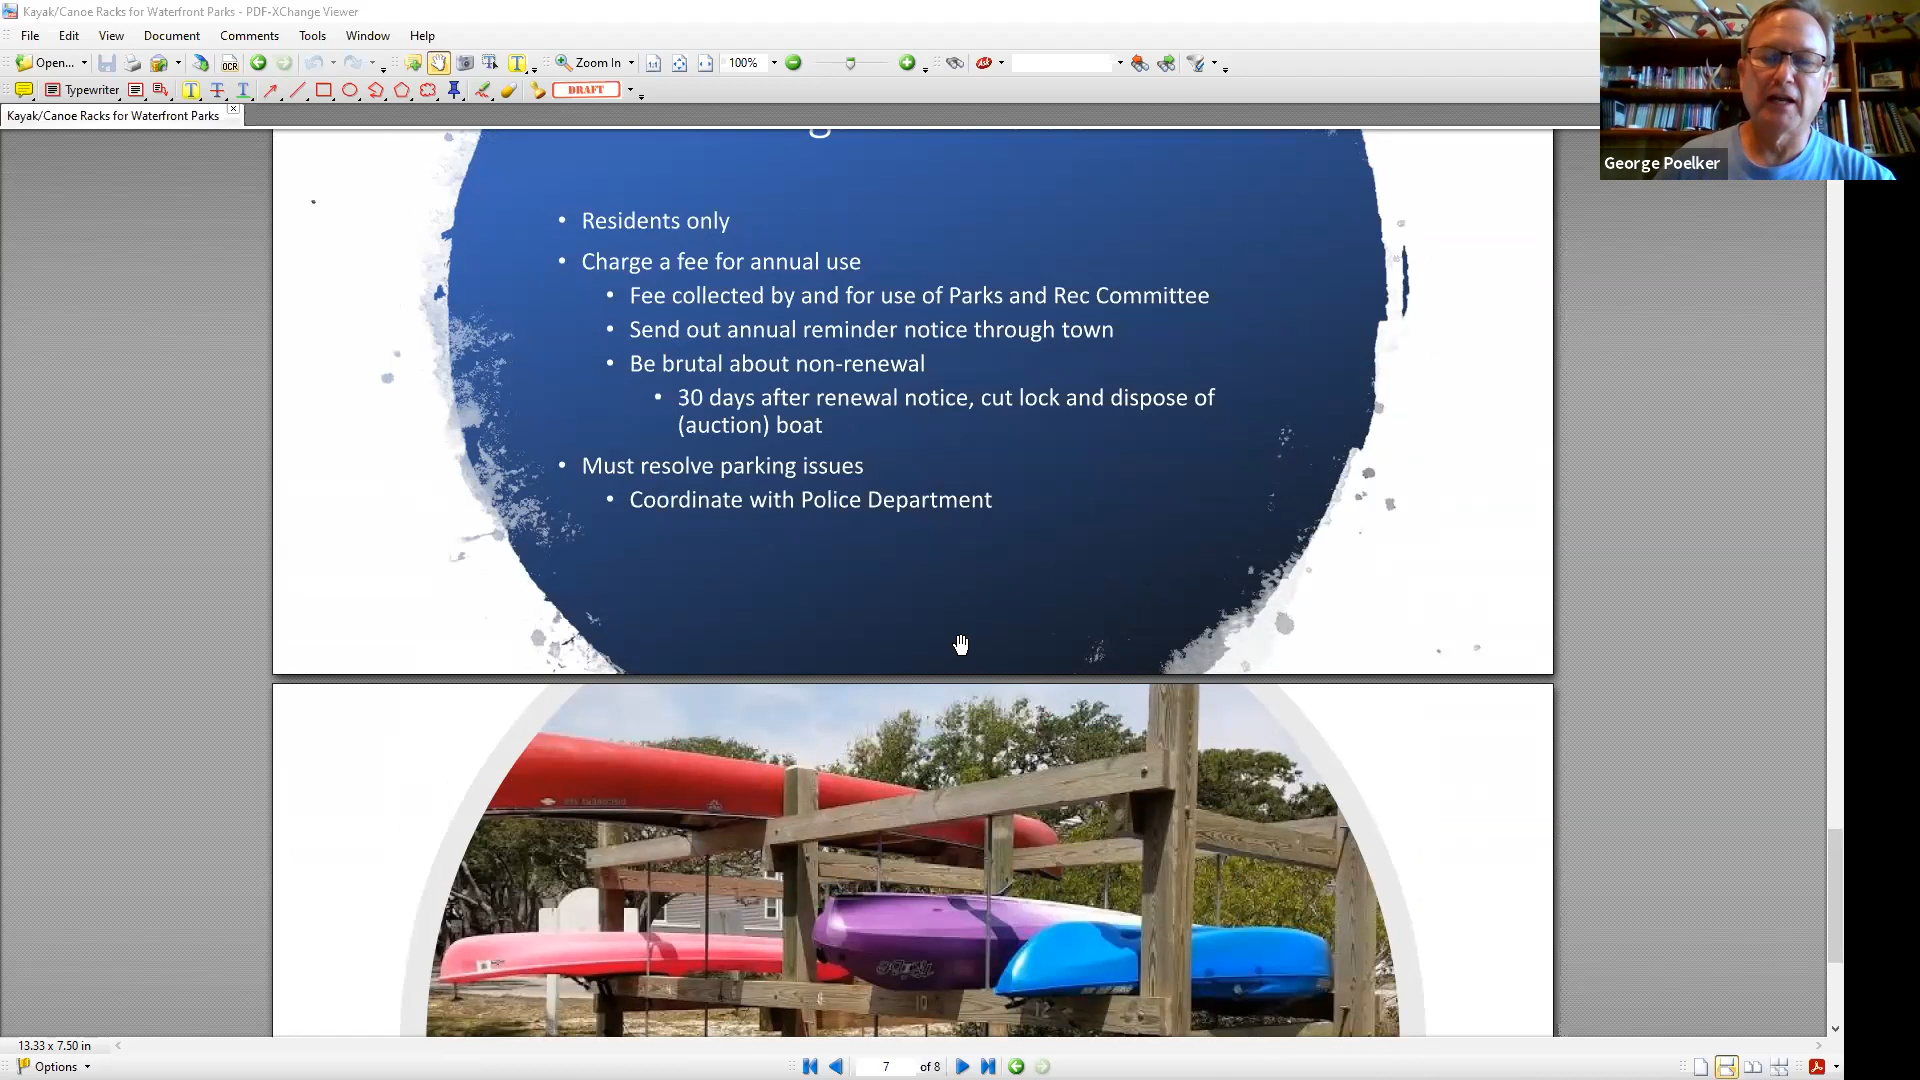 Kayak/Canoe Racks for Waterfront Parks - PDF-XChange Viewer
File Edit View Document Comments Tools Window Help
Open... OCR Zoom In 100%
Typewriter DRAFT
Kayak/Canoe Racks for Waterfront Parks
George Poelker
• Residents only
• Charge a fee for annual use
• Fee collected by and for use of Parks and Rec Committee
• Send out annual reminder notice through town
• Be brutal about non-renewal
• 30 days after renewal notice, cut lock and dispose of
(auction) boat
• Must resolve parking issues
• Coordinate with Police Department
10
12
13.33 x 7.50 in
Options 7 of 8